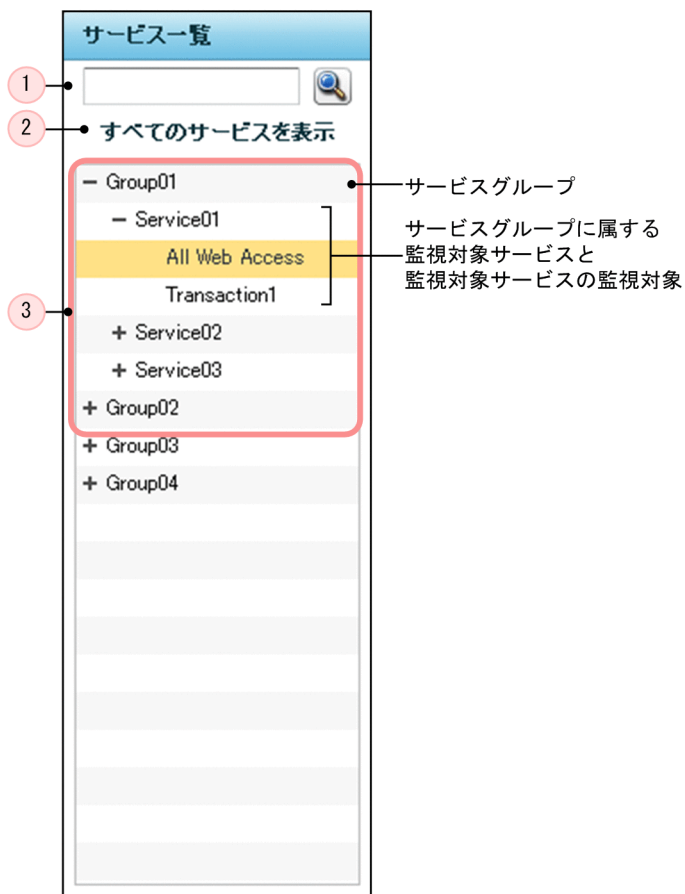 サービス一覧
1
2
すべてのサービスを表示
− Group01
サービスグループ
− Service01
サービスグループに属する
監視対象サービスと
監視対象サービスの監視対象
All Web Access
Transaction1
3
+ Service02
+ Service03
+ Group02
+ Group03
+ Group04